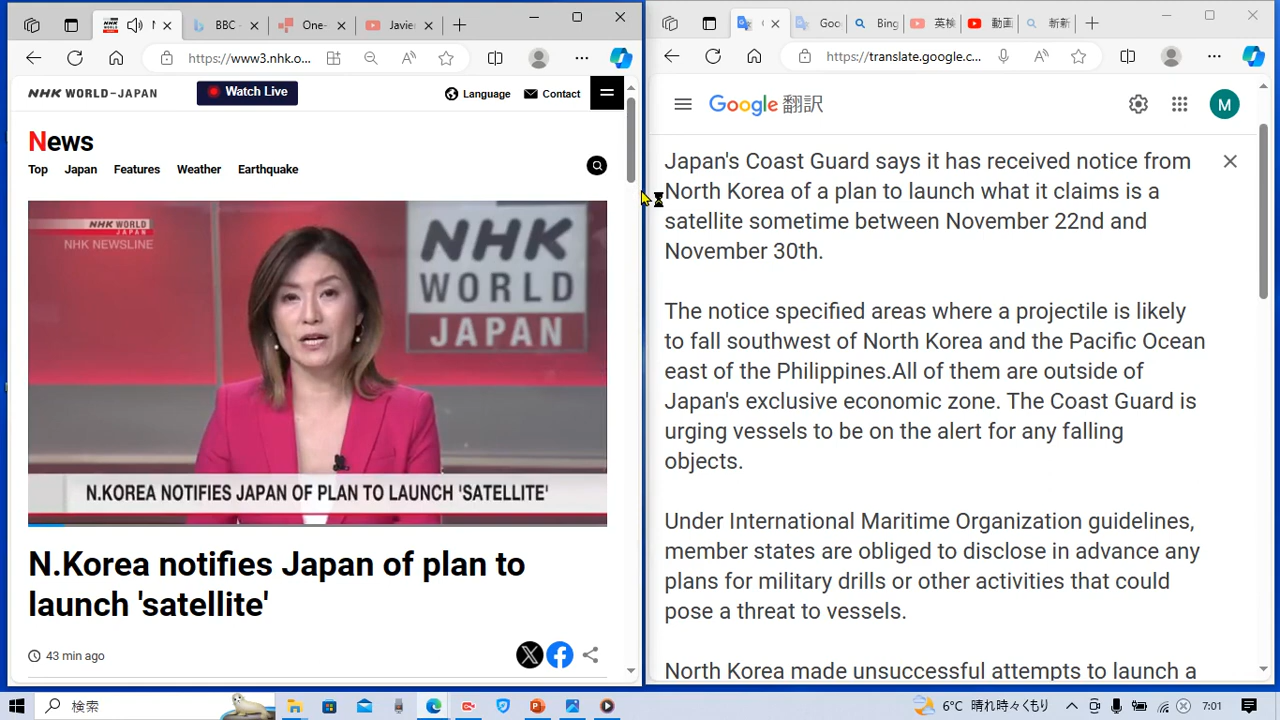 BBC -
One-
Javie
https://www3.nhk.o...
NHK WORLD-JAPAN
Watch Live
Language
Contact
News
Top
Japan
Features
Weather
Earthquake
NHK WORLD
JAPAN
NHK NEWSLINE
NHK
WORLD
JAPAN
N.KOREA NOTIFIES JAPAN OF PLAN TO LAUNCH 'SATELLITE'
N.Korea notifies Japan of plan to
launch 'satellite'
43 min ago
Goo
Bing
英検
動画
斬新
https://translate.google.c...
Google 翻訳
M
Japan's Coast Guard says it has received notice from
North Korea of a plan to launch what it claims is a
satellite sometime between November 22nd and
November 30th.
The notice specified areas where a projectile is likely
to fall southwest of North Korea and the Pacific Ocean
east of the Philippines.All of them are outside of
Japan's exclusive economic zone. The Coast Guard is
urging vessels to be on the alert for any falling
objects.
Under International Maritime Organization guidelines,
member states are obliged to disclose in advance any
plans for military drills or other activities that could
pose a threat to vessels.
North Korea made unsuccessful attempts to launch a
検索
6°C 晴れ時々くもり
7:01